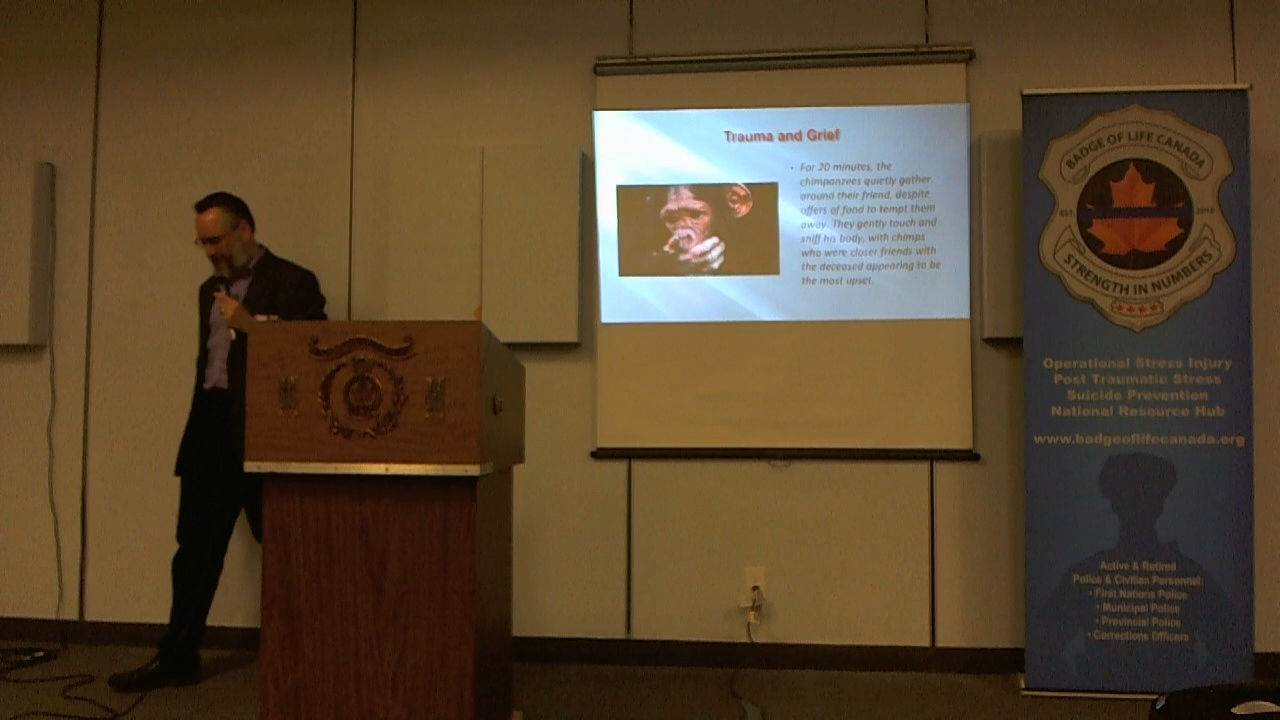 Trauma and Grief
• For 20 minutes, the
chimpanzees quietly gather
around their friend, despite
offers of food to tempt them
away. They gently touch and
sniff his body, with chimps
who were closer friends with
the deceased appearing to be
the most upset.
BADGE OF LIFE CANADA
EST. 2010
STRENGTH IN NUMBERS
Operational Stress Injury
Post Traumatic Stress
Suicide Prevention
National Resource Hub
www.badgeoflifecanada.org
Active & Retired
Police & Civilian Personnel:
• First Nations Police
• Municipal Police
• Provincial Police
• Corrections Officers